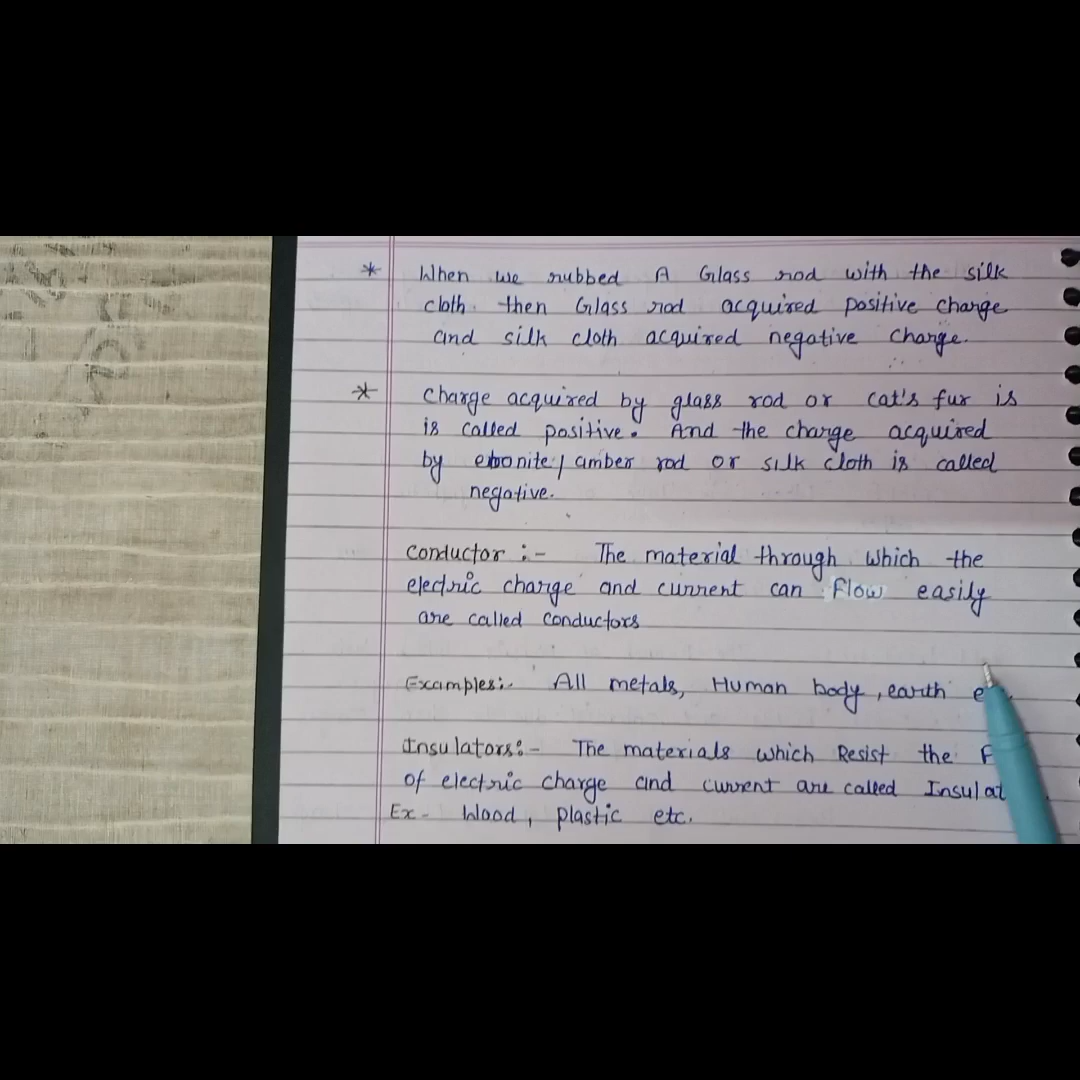 * When we rubbed A Glass rod with the silk
cloth. then Glass rod acquired positive charge
and silk cloth acquired negative charge.
* Charge acquired by glass rod or cat's fur is
is called positive. And the charge acquired
by ebonite/amber rod or silk cloth is called
negative.
Conductor :- The material through which the
electric charge and current can flow easily
are called conductors
Examples:- All metals, Human body, earth
Insulators:- The materials which Resist the
of electric charge and current are called
Ex- Wood, plastic etc.